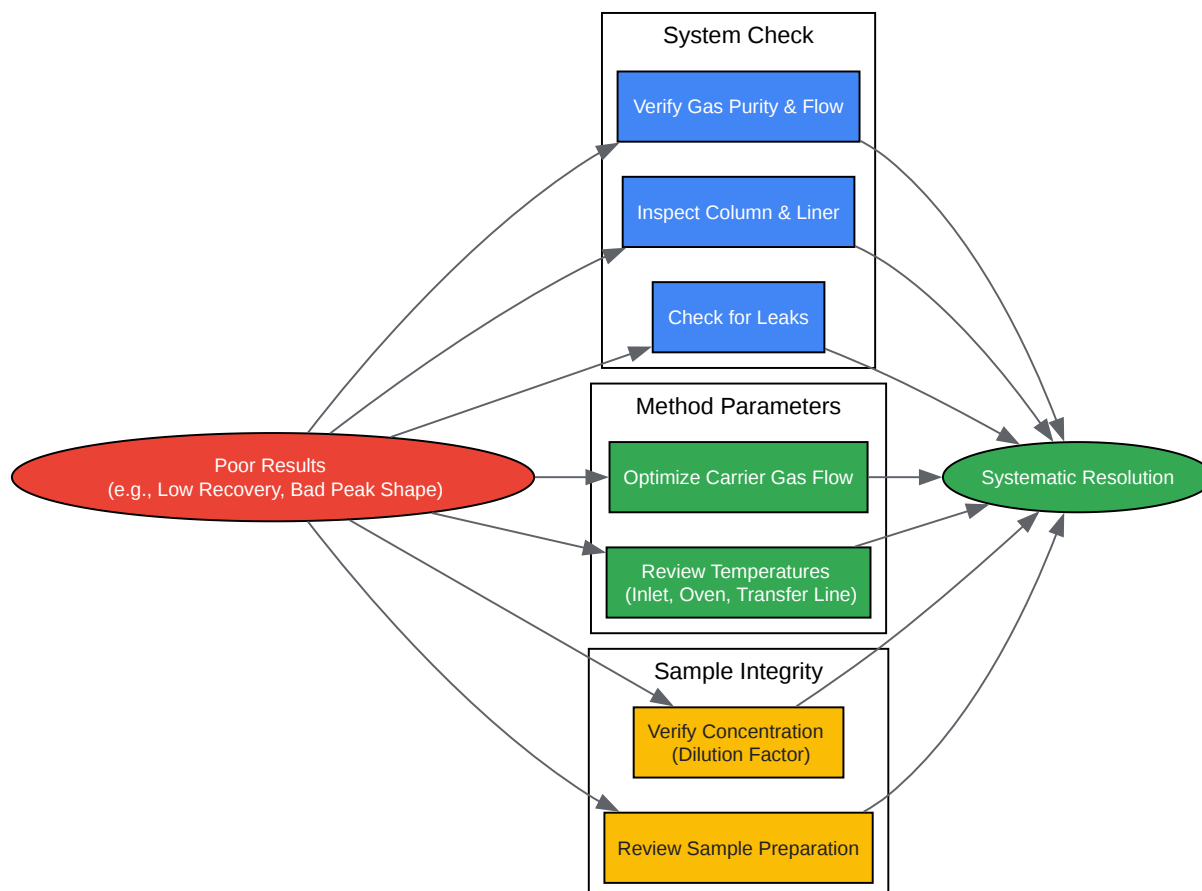 System Check
Verify Gas Purity & Flow
Inspect Column & Liner
Check for Leaks
Poor Results
(e.g., Low Recovery, Bad Peak Shape)
Method Parameters
Optimize Carrier Gas Flow
Review Temperatures
(Inlet, Oven, Transfer Line)
Systematic Resolution
Sample Integrity
Verify Concentration
(Dilution Factor)
Review Sample Preparation